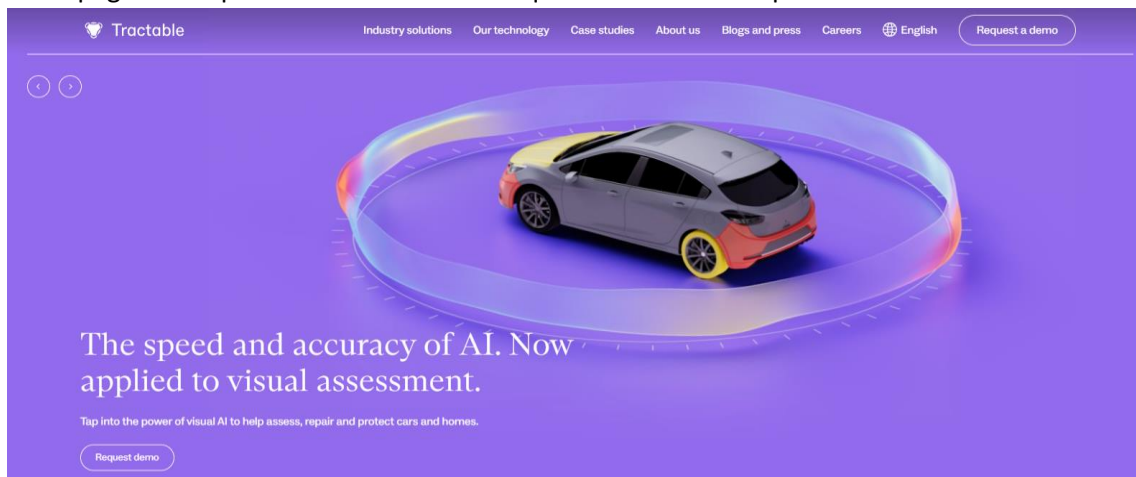 Tractable
Industry solutions Our technology Case studies About us Blogs and press Careers English Request a demo
The speed and accuracy of AI. Now
applied to visual assessment.
Tap into the power of visual AI to help assess, repair and protect cars and homes.
Request demo